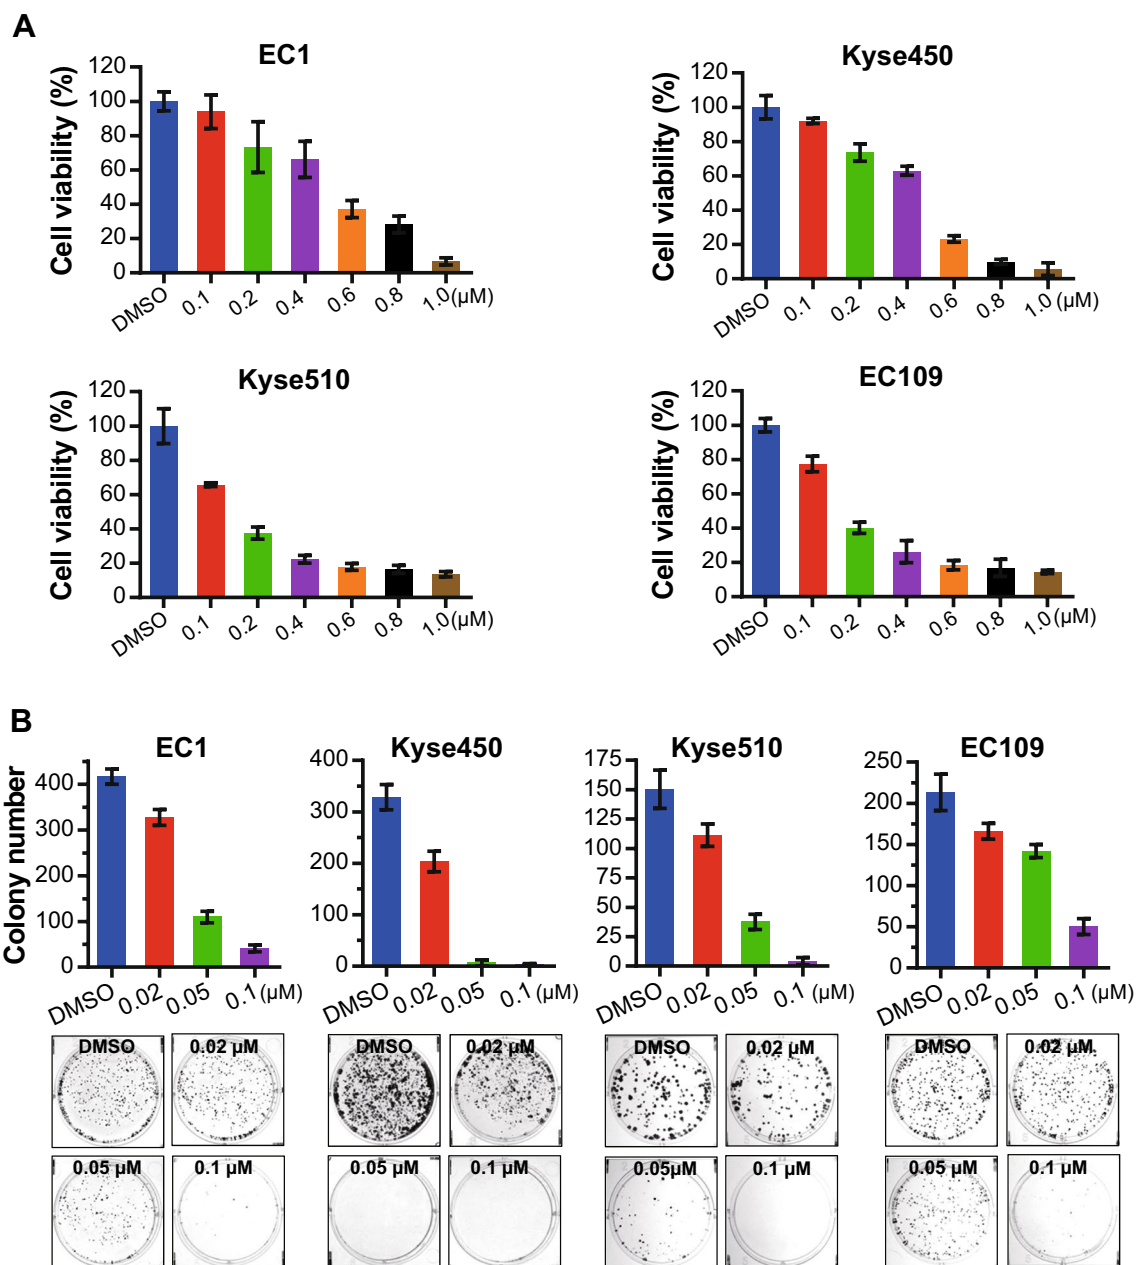 A
EC1
Cell viability (%)
120
100
80
60
40
20
0
DMSO 0.1 0.2 0.4 0.6 0.8 1.0 (µM)
Kyse450
Cell viability (%)
120
100
80
60
40
20
0
DMSO 0.1 0.2 0.4 0.6 0.8 1.0 (µM)
Kyse510
Cell viability (%)
120
100
80
60
40
20
0
DMSO 0.1 0.2 0.4 0.6 0.8 1.0 (µM)
EC109
Cell viability (%)
120
100
80
60
40
20
0
DMSO 0.1 0.2 0.4 0.6 0.8 1.0 (µM)
B
EC1
Colony number
400
300
200
100
0
DMSO 0.02 0.05 0.1 (µM)
Kyse450
400
300
200
100
0
DMSO 0.02 0.05 0.1 (µM)
Kyse510
175
150
125
100
75
50
25
0
DMSO 0.02 0.05 0.1 (µM)
EC109
250
200
150
100
50
0
DMSO 0.02 0.05 0.1 (µM)
DMSO 0.02 µM DMSO 0.02 µM DMSO 0.02 µM DMSO 0.02 µM
0.05 µM 0.1 µM 0.05 µM 0.1 µM 0.05µM 0.1 µM 0.05 µM 0.1 µM